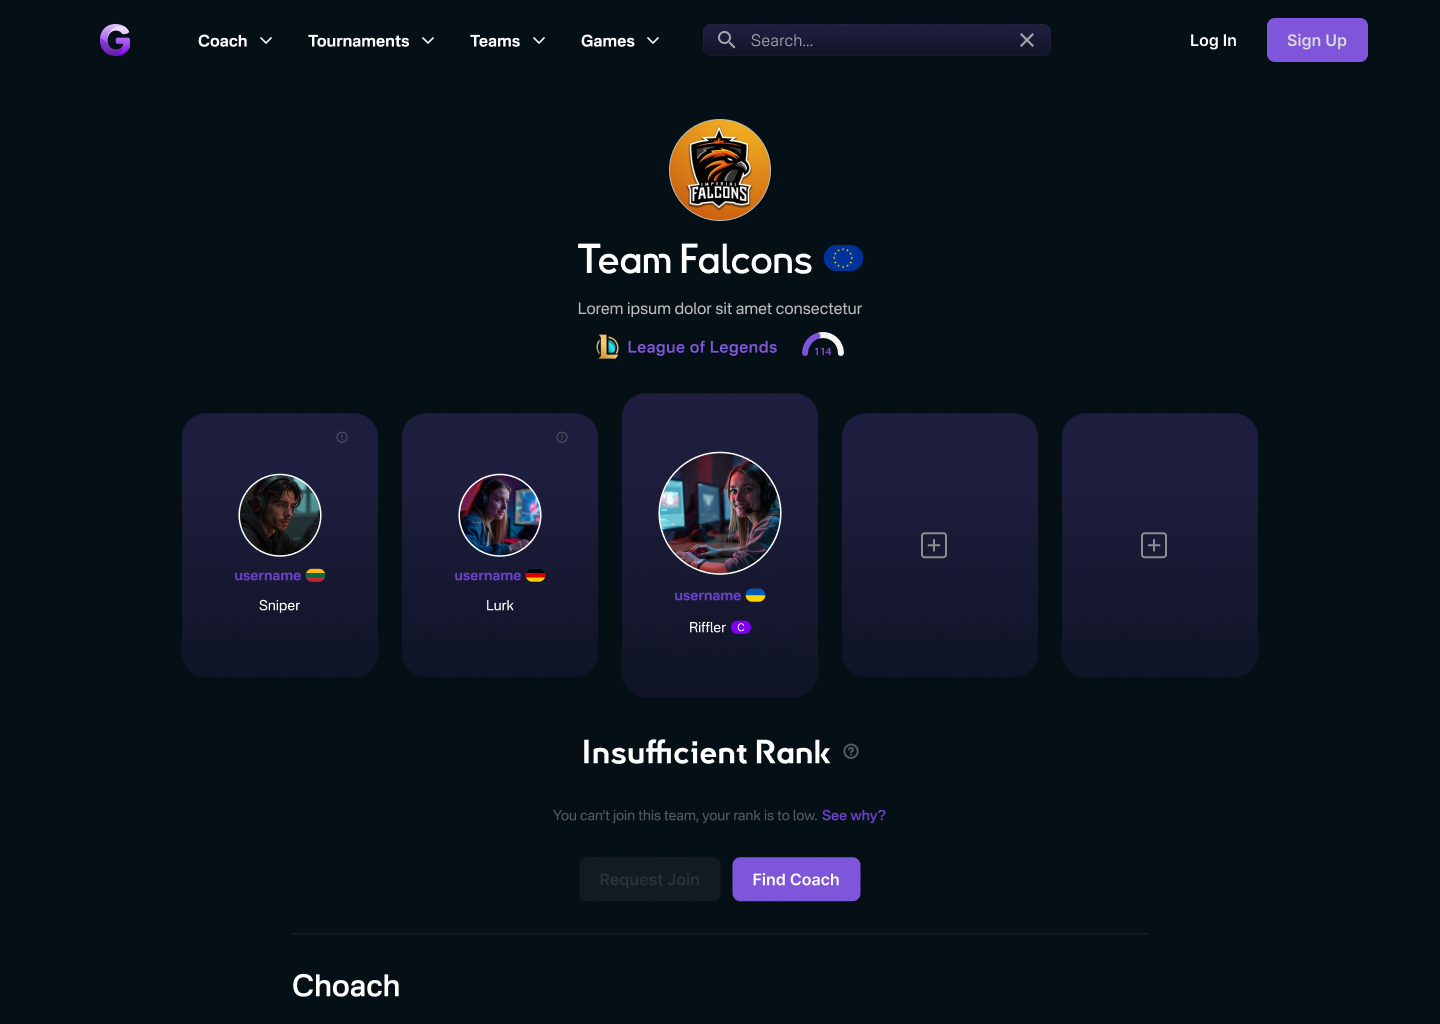 G Coach Tournaments Teams Games Search... Log In Sign Up
IMPERIAL
FALCONS
Team Falcons
Lorem ipsum dolor sit amet consectetur
League of Legends 114
username username
Sniper Lurk
username
Riffler C
Insufficient Rank
You can't join this team, your rank is to low. See why?
Request Join Find Coach
Choach